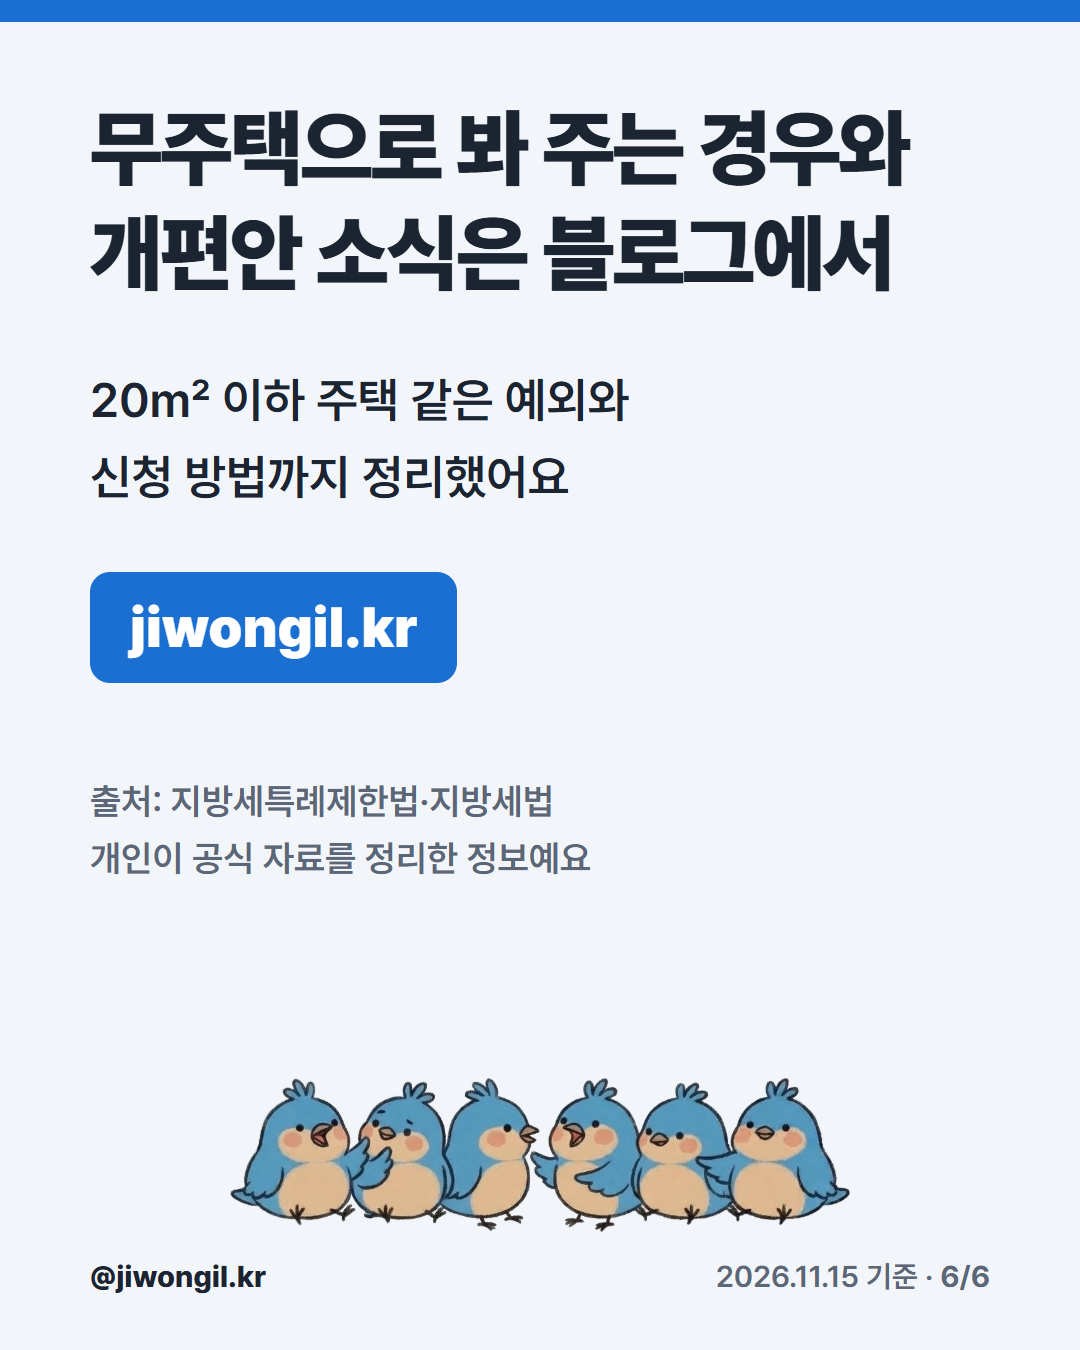 무주택으로 봐 주는 경우와
개편안 소식은 블로그에서
20m² 이하 주택 같은 예외와
신청 방법까지 정리했어요
jiwongil.kr
출처: 지방세특례제한법·지방세법
개인이 공식 자료를 정리한 정보예요
@jiwongil.kr
2026.11.15 기준 · 6/6